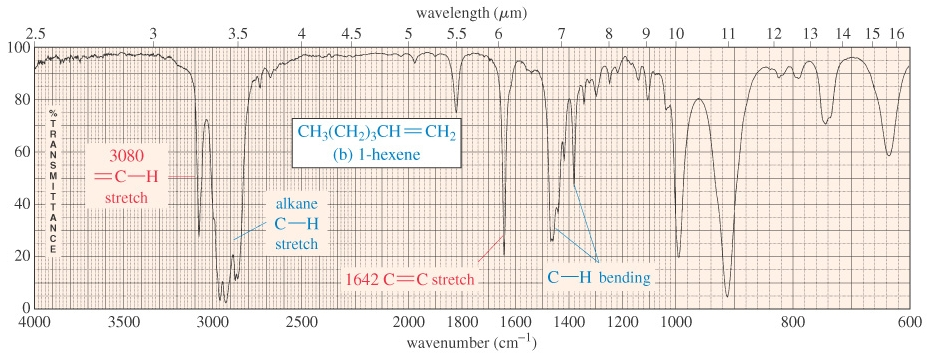 wavelength (μm)
2.5 3 3.5 4 4.5 5 5.5 6 7 8 9 10 11 12 13 14 15 16
100
80
60
40
20
0
%TRANSMITTANCE
CH₃(CH₂)₃CH=CH₂
(b) 1-hexene
3080
=C—H
stretch
alkane
C—H
stretch
1642 C=C stretch
C—H bending
4000 3500 3000 2500 2000 1800 1600 1400 1200 1000 800 600
wavenumber (cm⁻¹)